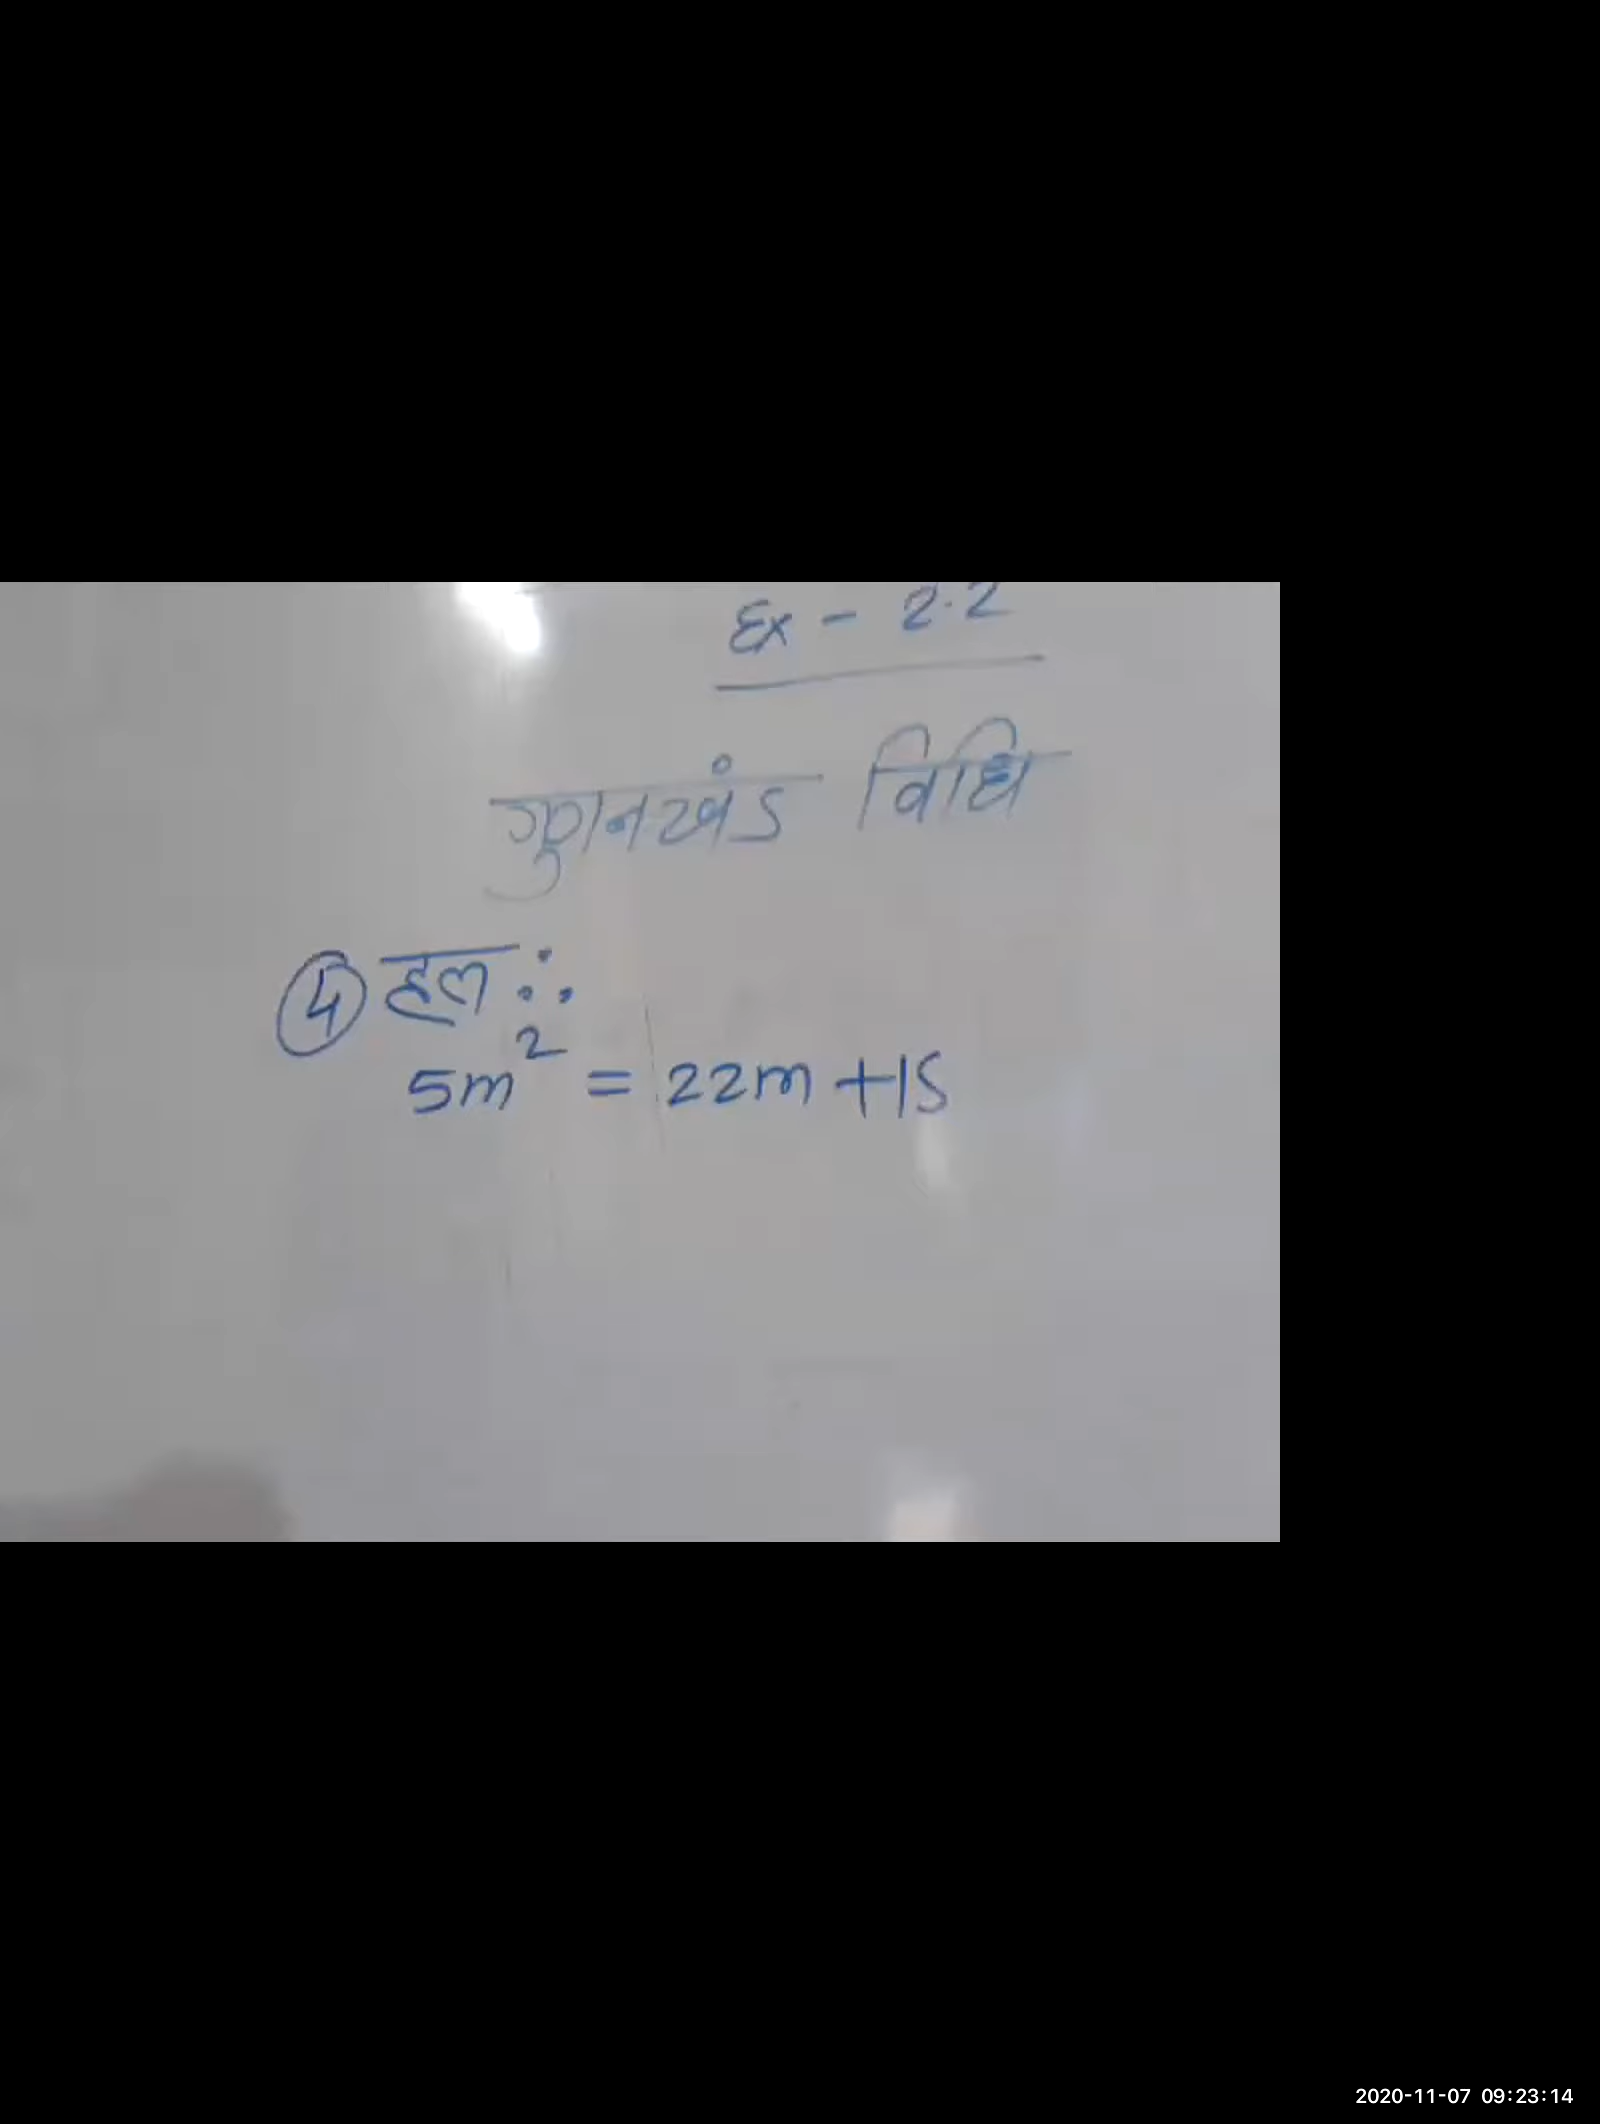 Ex - 2.2
गुणनखंड विधि
④ हल ∴
5m² = 22m +15
2020-11-07 09:23:14